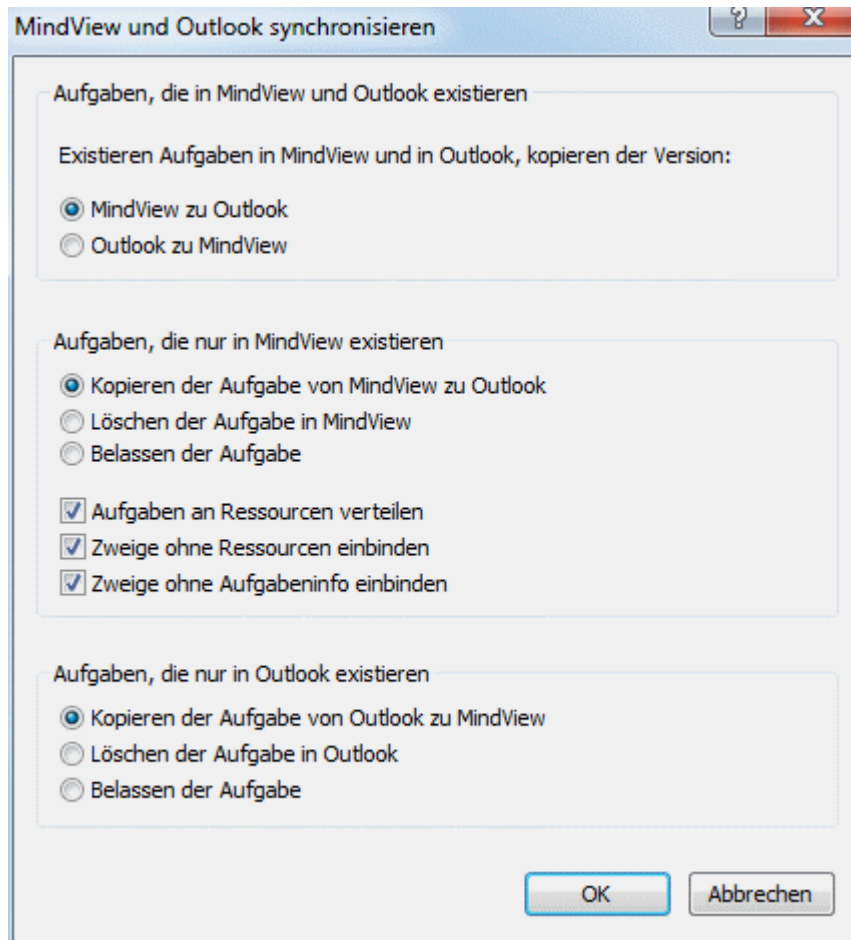 MindView und Outlook synchronisieren
?
Aufgaben, die in MindView und Outlook existieren
Existieren Aufgaben in MindView und in Outlook, kopieren der Version:
MindView zu Outlook
Outlook zu MindView
Aufgaben, die nur in MindView existieren
Kopieren der Aufgabe von MindView zu Outlook
Löschen der Aufgabe in MindView
Belassen der Aufgabe
Aufgaben an Ressourcen verteilen
Zweige ohne Ressourcen einbinden
Zweige ohne Aufgabeninfo einbinden
Aufgaben, die nur in Outlook existieren
Kopieren der Aufgabe von Outlook zu MindView
Löschen der Aufgabe in Outlook
Belassen der Aufgabe
OK Abbrechen